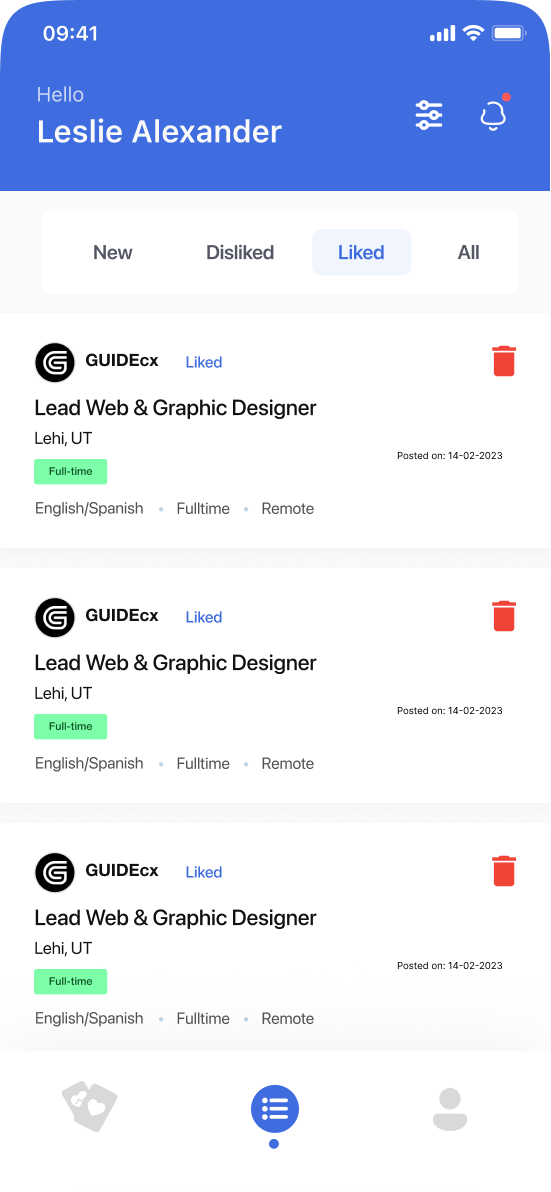 09:41
Hello
Leslie Alexander
New Disliked Liked All
GUIDEcx Liked
Lead Web & Graphic Designer
Lehi, UT
Posted on: 14-02-2023
Full-time
English/Spanish • Fulltime • Remote
GUIDEcx Liked
Lead Web & Graphic Designer
Lehi, UT
Posted on: 14-02-2023
Full-time
English/Spanish • Fulltime • Remote
GUIDEcx Liked
Lead Web & Graphic Designer
Lehi, UT
Posted on: 14-02-2023
Full-time
English/Spanish • Fulltime • Remote